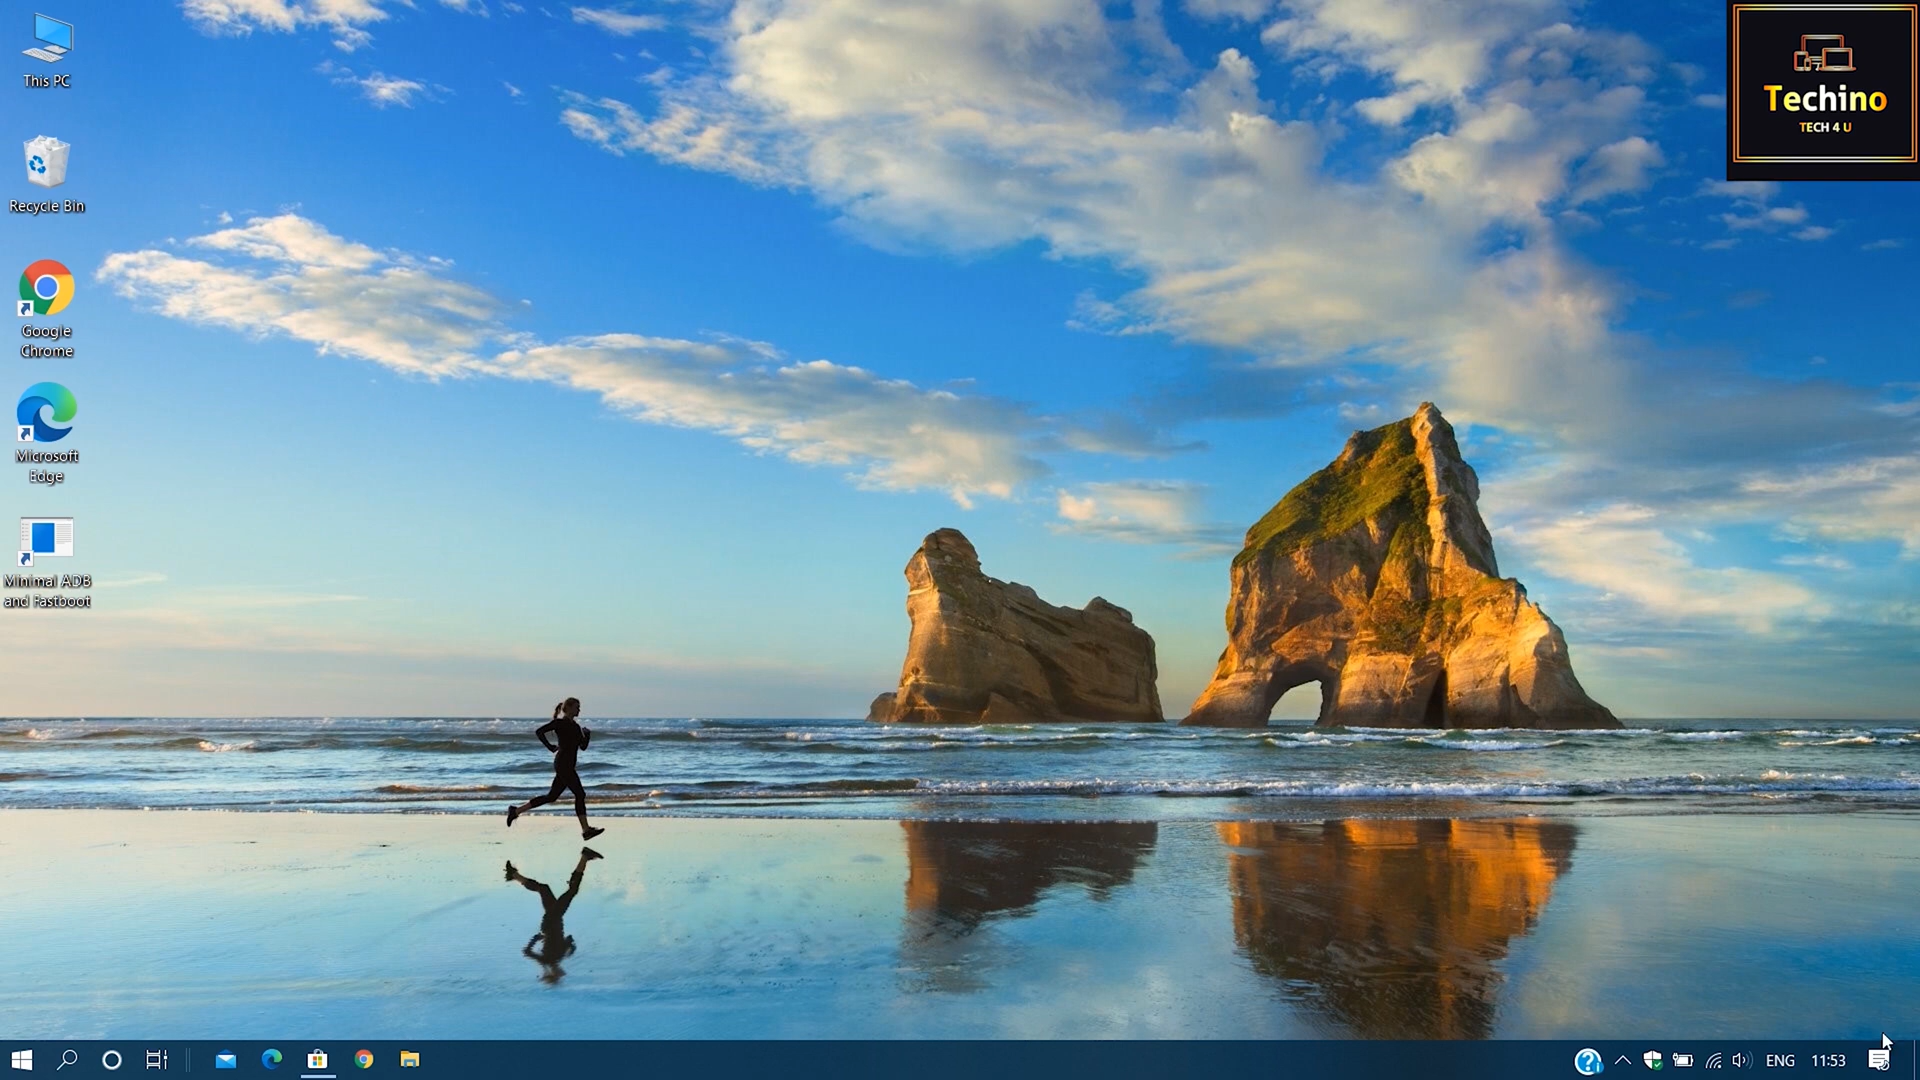 This PC
Recycle Bin
Google
Chrome
Microsoft
Edge
Minimal ADB
and Fastboot
Techino
TECH 4 U
ENG
11:53